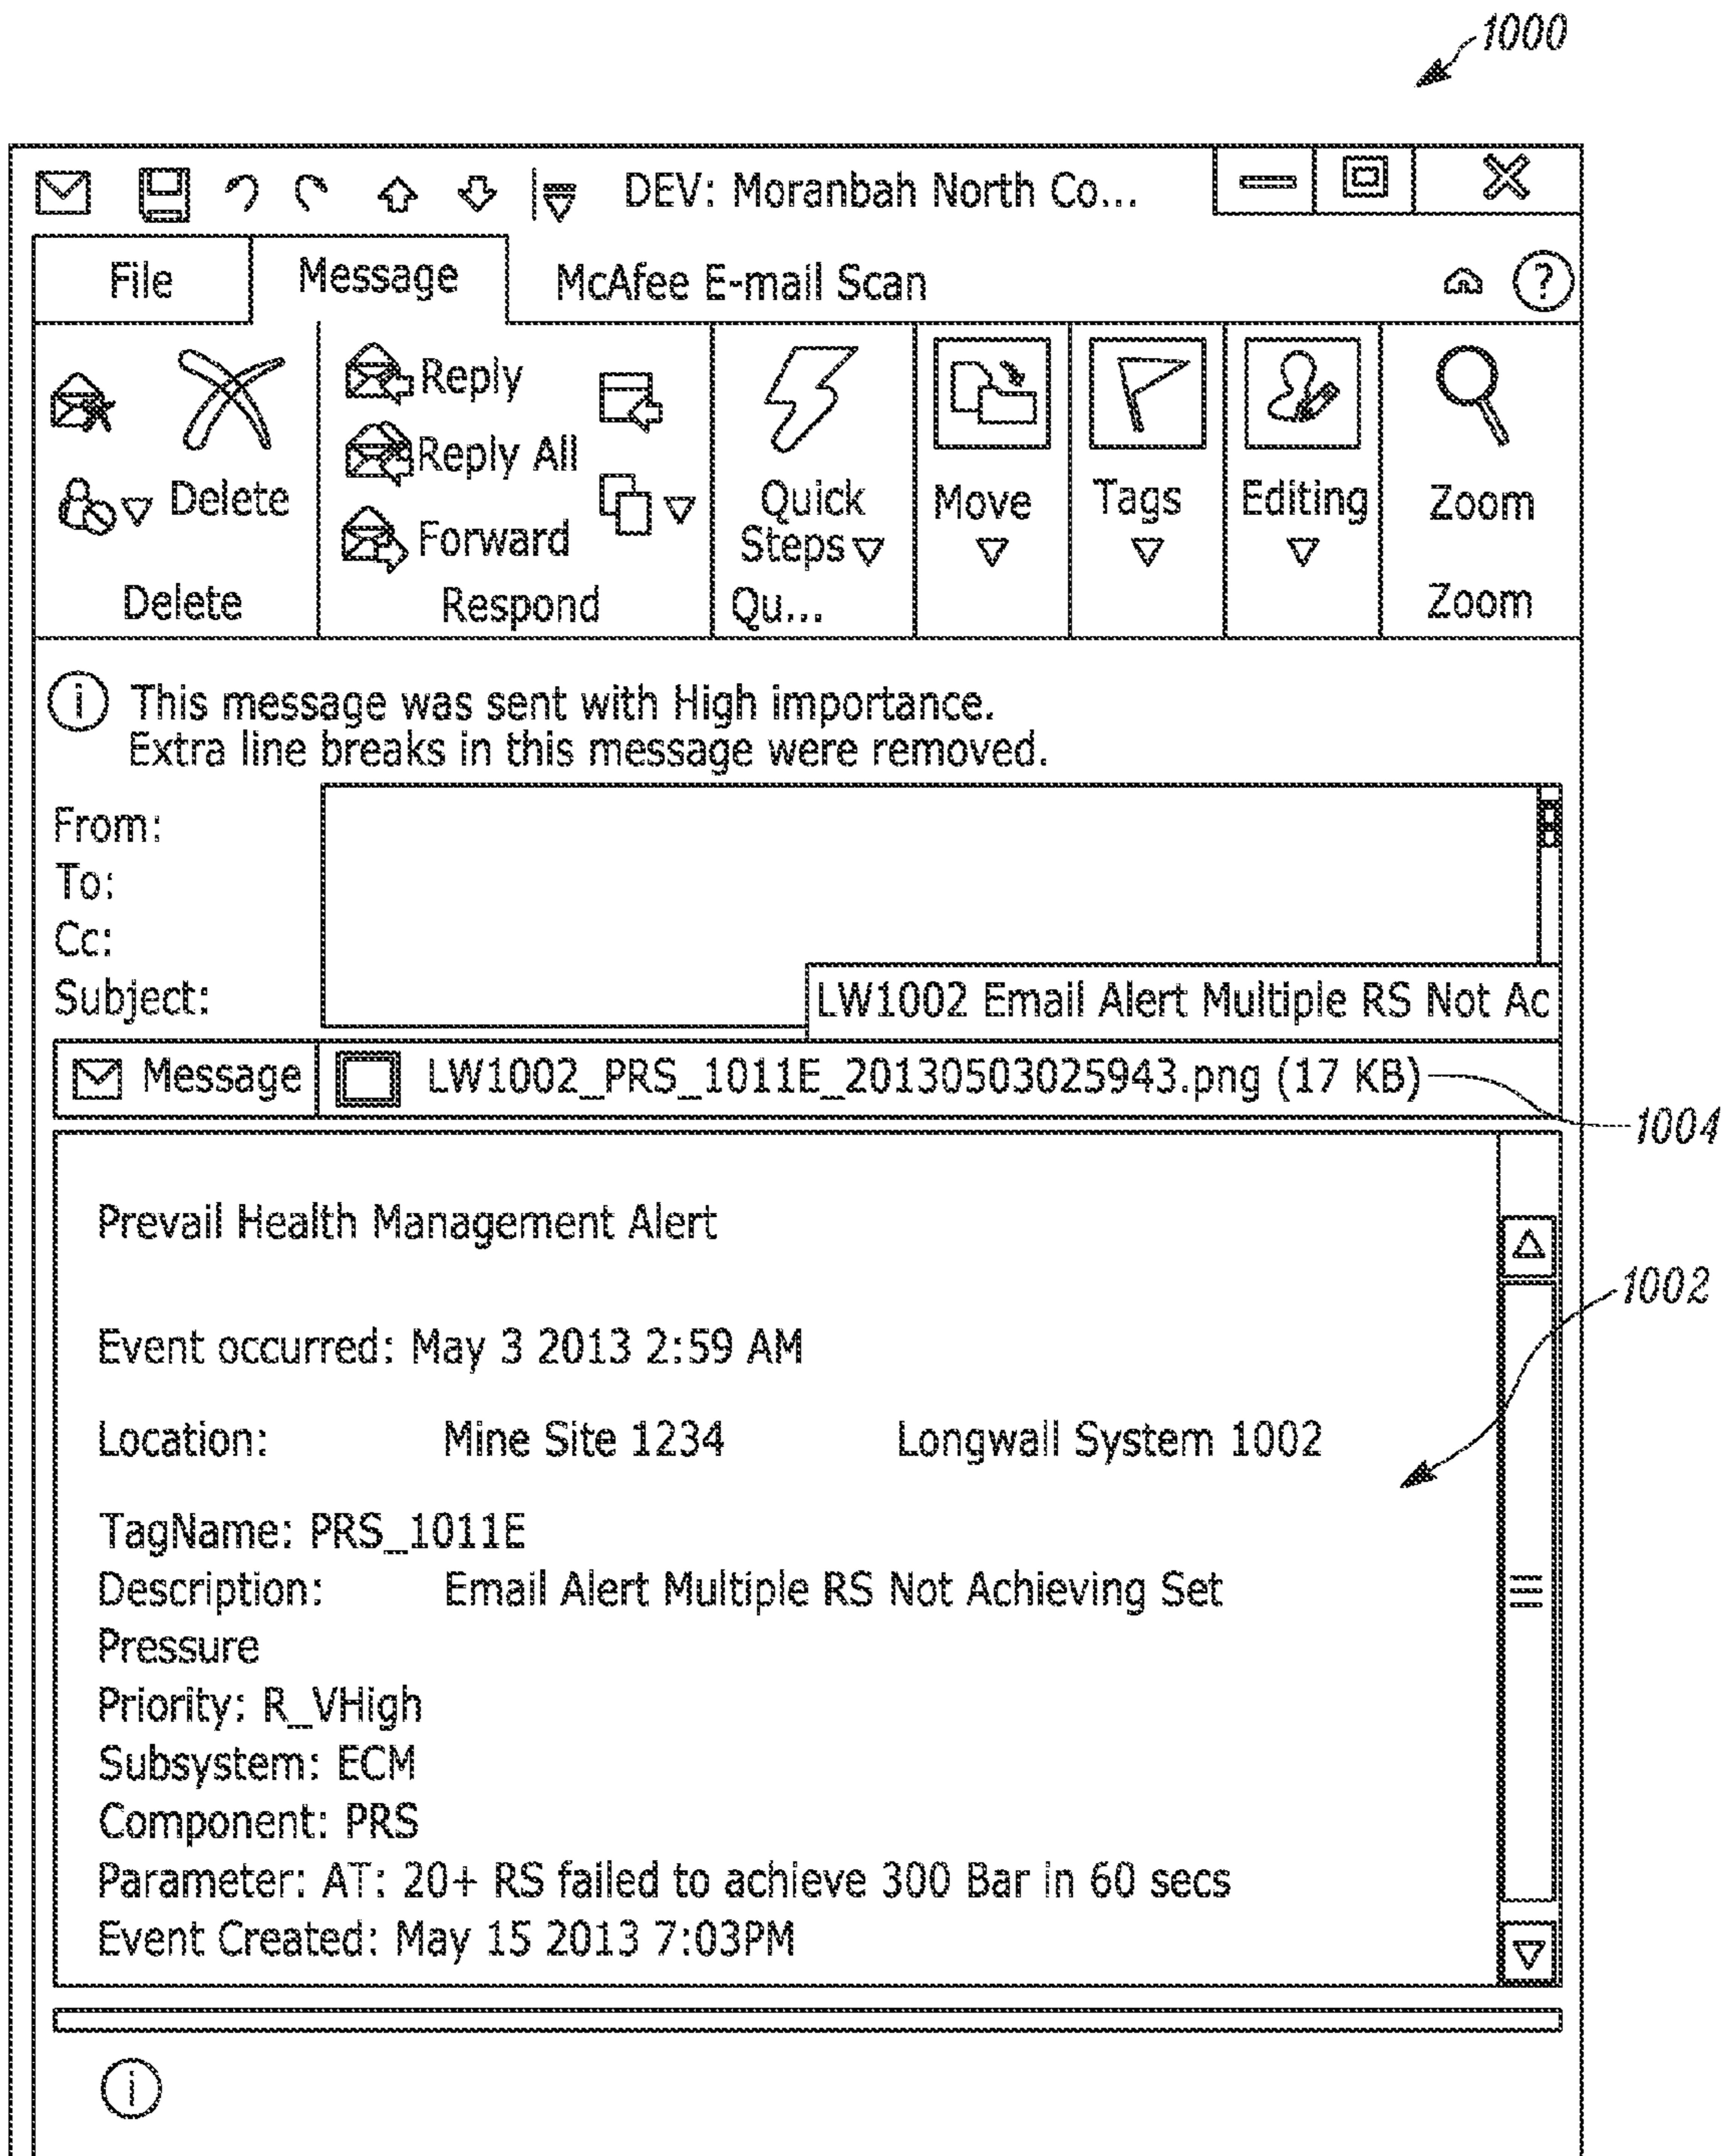 1000
DEV: Moranbah North Co...
File Message McAfee E-mail Scan ?
Reply
Reply All
Delete Forward
Quick Steps
Move
Tags
Editing
Zoom
Delete Respond Qu... Zoom
i This message was sent with High importance.
Extra line breaks in this message were removed.
From:
To:
Cc:
Subject: LW1002 Email Alert Multiple RS Not Ac
Message LW1002_PRS_1011E_20130503025943.png (17 KB)
1004
Prevail Health Management Alert
1002
Event occurred: May 3 2013 2:59 AM
Location: Mine Site 1234 Longwall System 1002
TagName: PRS_1011E
Description: Email Alert Multiple RS Not Achieving Set
Pressure
Priority: R_VHigh
Subsystem: ECM
Component: PRS
Parameter: AT: 20+ RS failed to achieve 300 Bar in 60 secs
Event Created: May 15 2013 7:03PM
i